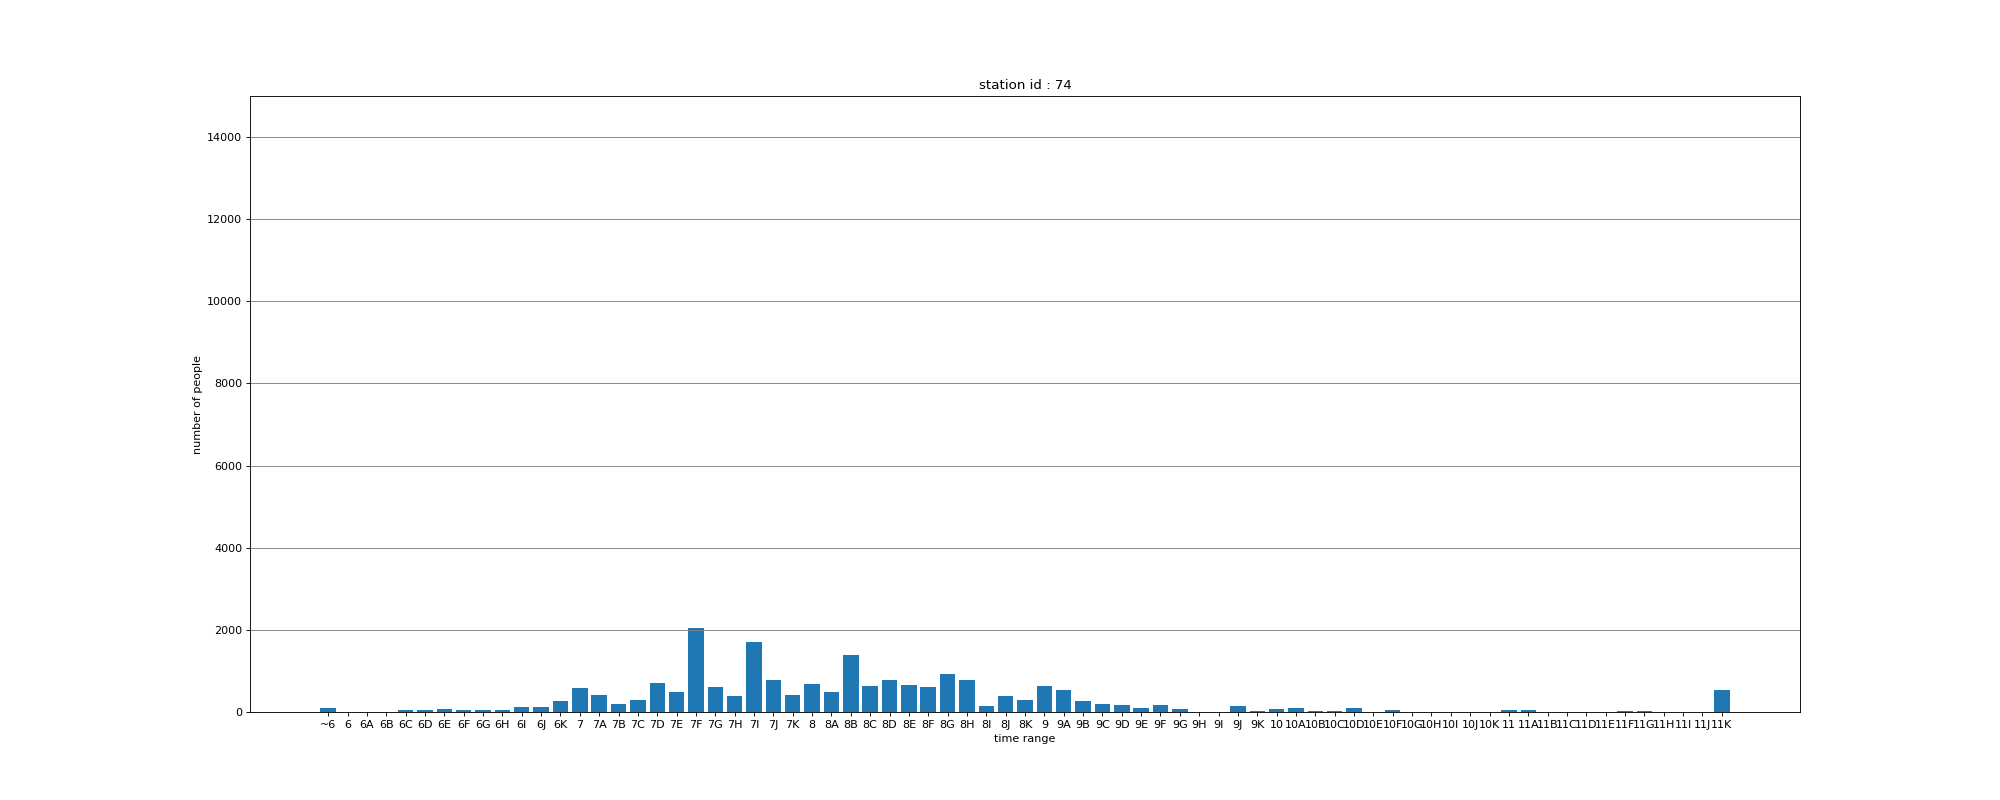 station id : 74
14000
12000
10000
8000
6000
4000
2000
0
number of people
~6 6 6A 6B 6C 6D 6E 6F 6G 6H 6I 6J 6K 7 7A 7B 7C 7D 7E 7F 7G 7H 7I 7J 7K 8 8A 8B 8C 8D 8E 8F 8G 8H 8I 8J 8K 9 9A 9B 9C 9D 9E 9F 9G 9H 9I 9J 9K 10 10A 10B 10C 10D 10E 10F 10G 10H 10I 10J 10K 11 11A 11B 11C 11D 11E 11F 11G 11H 11I 11J 11K
time range